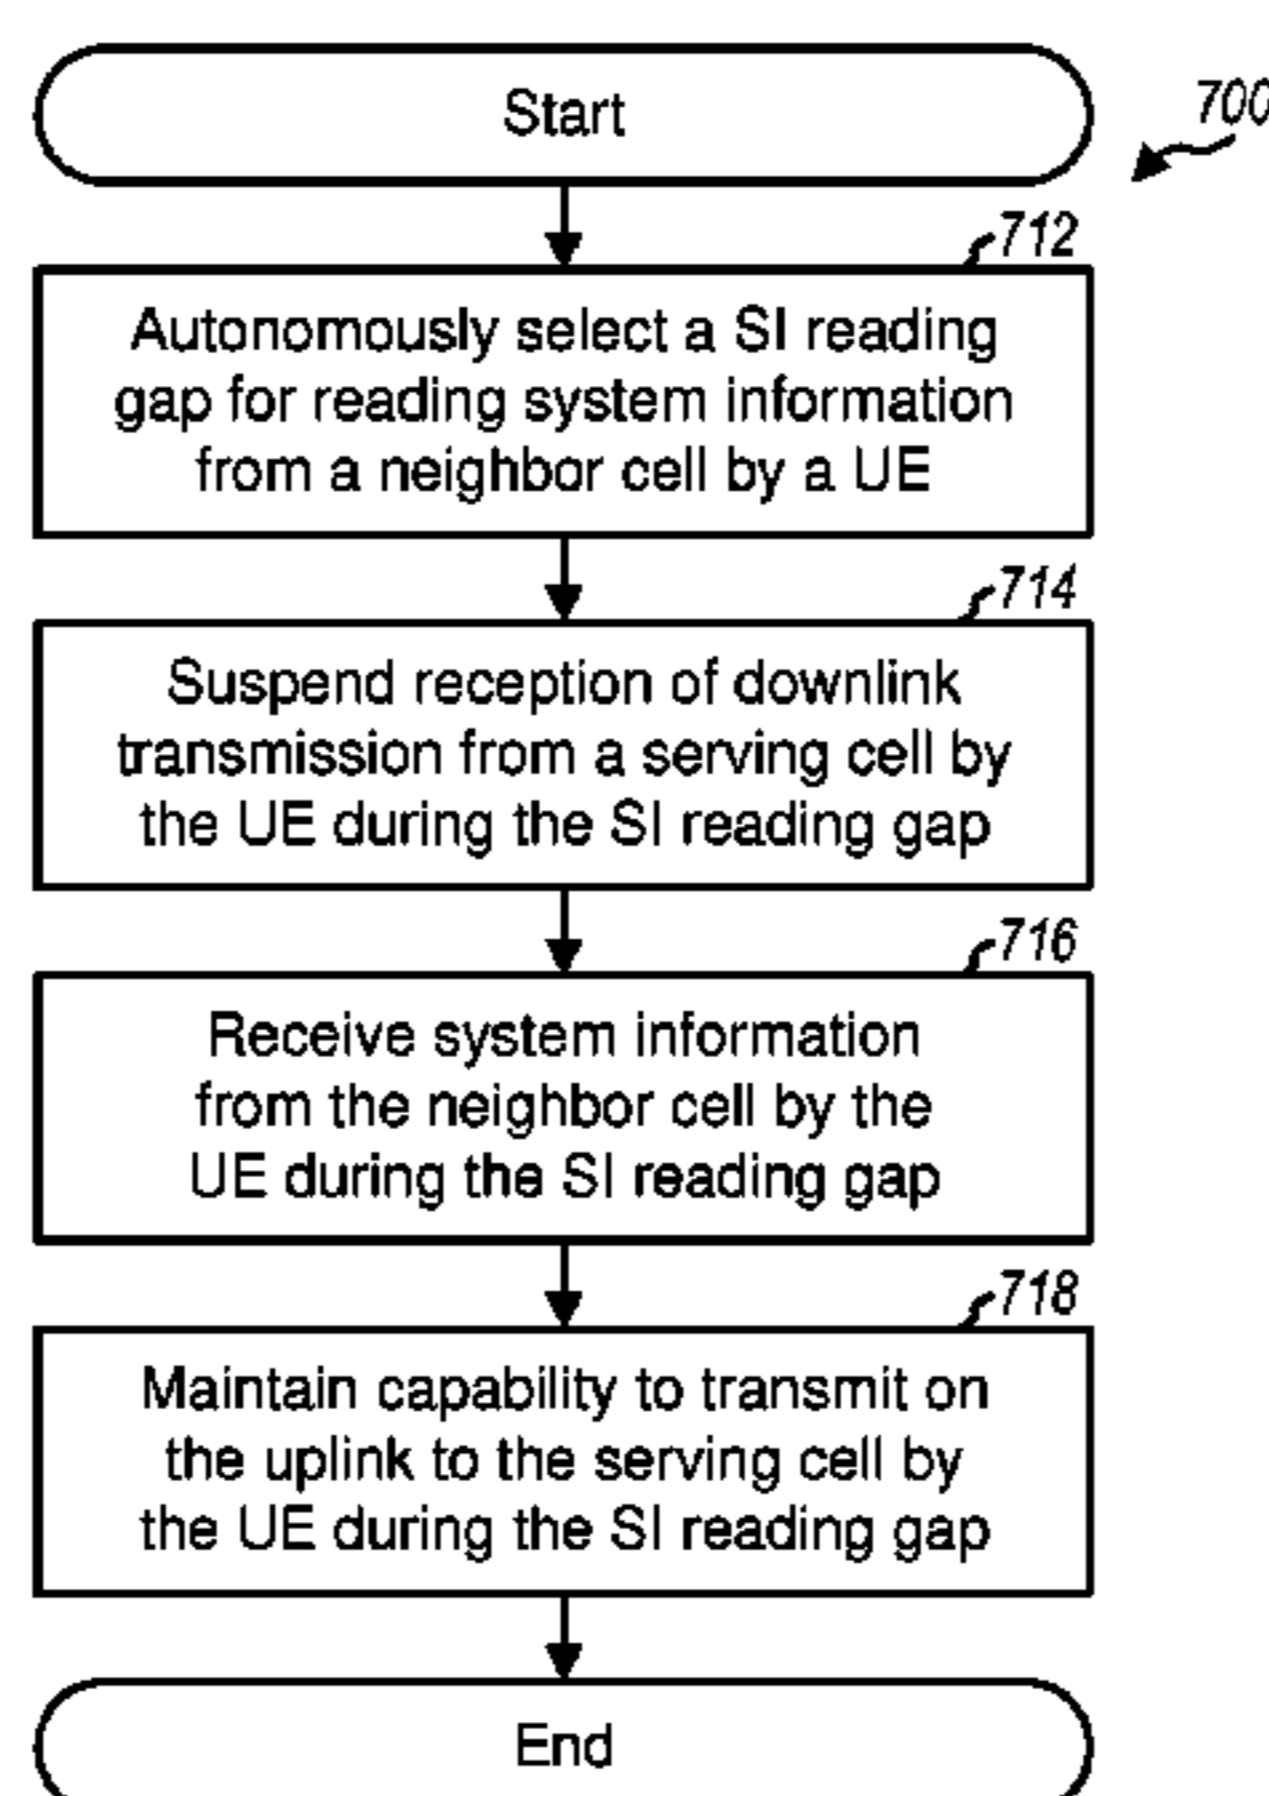 Start
700
712
Autonomously select a SI reading
gap for reading system information
from a neighbor cell by a UE
714
Suspend reception of downlink
transmission from a serving cell by
the UE during the SI reading gap
716
Receive system information
from the neighbor cell by the
UE during the SI reading gap
718
Maintain capability to transmit on
the uplink to the serving cell by
the UE during the SI reading gap
End